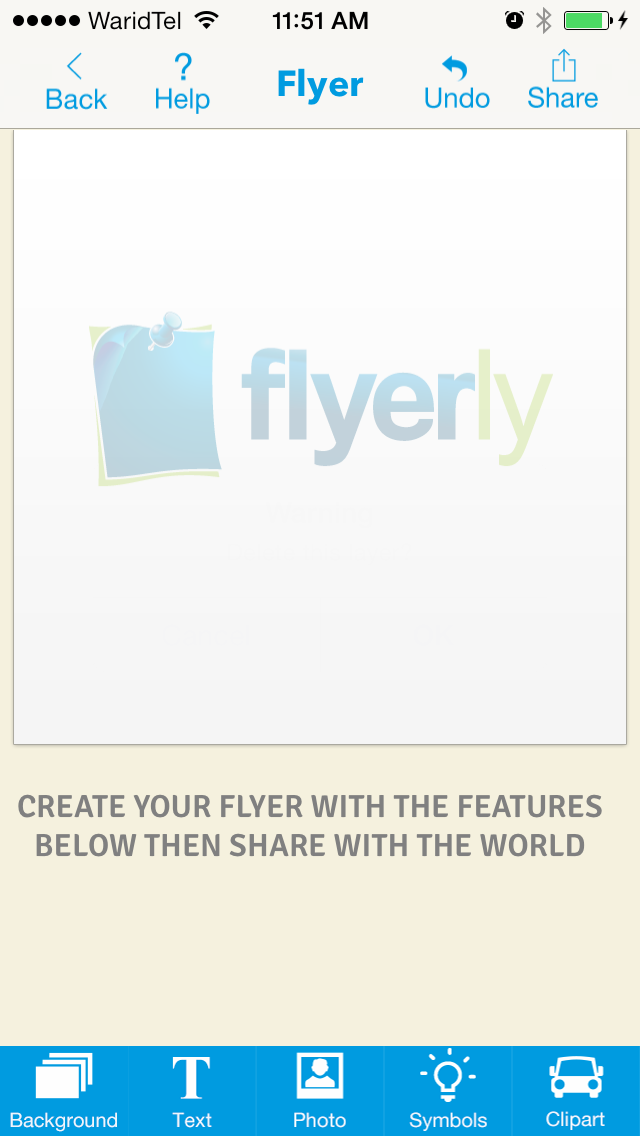 WaridTel
11:51 AM
Back
? Help
Flyer
Undo
Share
flyerly
CREATE YOUR FLYER WITH THE FEATURES
BELOW THEN SHARE WITH THE WORLD
Background
T Text
Photo
Symbols
Clipart